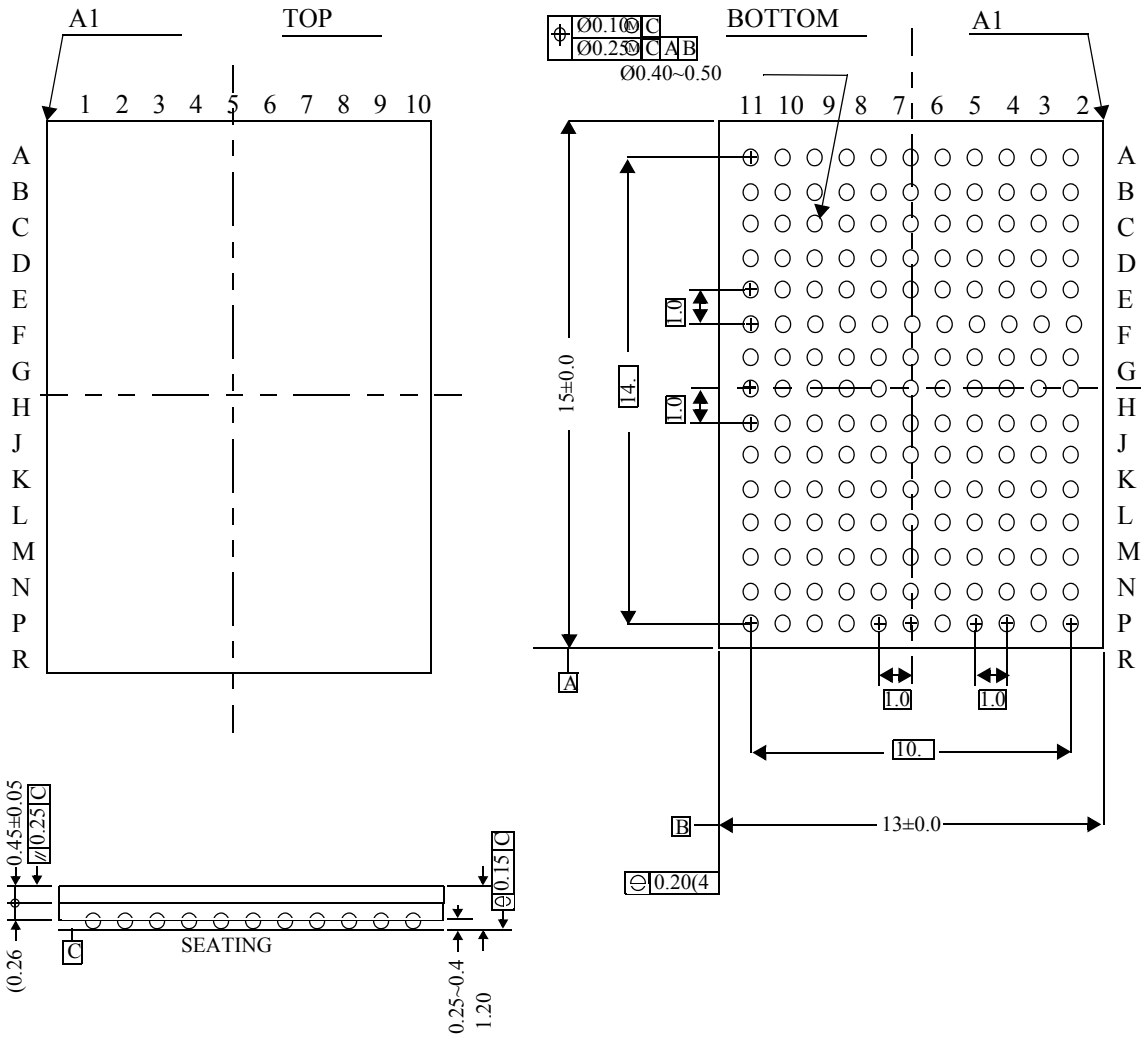 A1 TOP
Ø0.10Ⓜ C
Ø0.25Ⓜ C A B
Ø0.40~0.50
BOTTOM A1
1 2 3 4 5 6 7 8 9 10
11 10 9 8 7 6 5 4 3 2
A
B
C
D
E
F
G
H
J
K
L
M
N
P
R
15±0.0
14.
1.0
1.0
A
B
C
D
E
F
G
H
J
K
L
M
N
P
R
A
1.0 1.0
10.
B 13±0.0
0.20(4
0.45±0.05
// 0.25 C
(0.26
C
SEATING
0.15 C
0.25~0.4
1.20